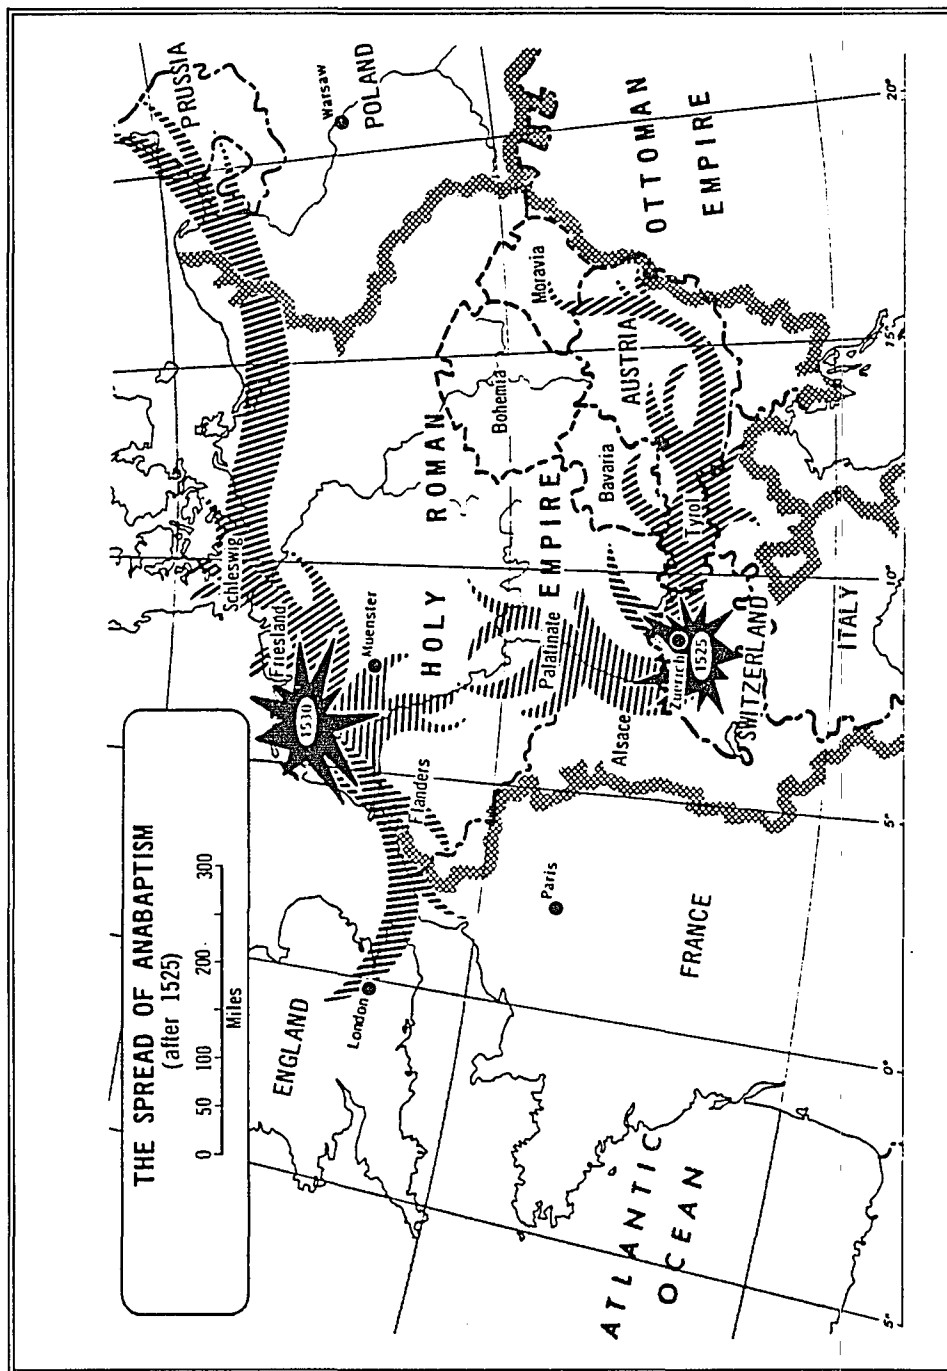 THE SPREAD OF ANABAPTISM
(after 1525)
0 50 100 200 300
Miles
ENGLAND
London
Schleswig
Friesland
1530
Muenster
Flanders
PRUSSIA
Warsaw
POLAND
HOLY ROMAN
EMPIRE
Bohemia
Moravia
Palatinate
Bavaria
AUSTRIA
Alsace
Paris
FRANCE
Zuerich
1525
Tyrol
SWITZERLAND
ITALY
OTTOMAN
EMPIRE
ATLANTIC
OCEAN
5° 0° 5° 10° 15° 20°